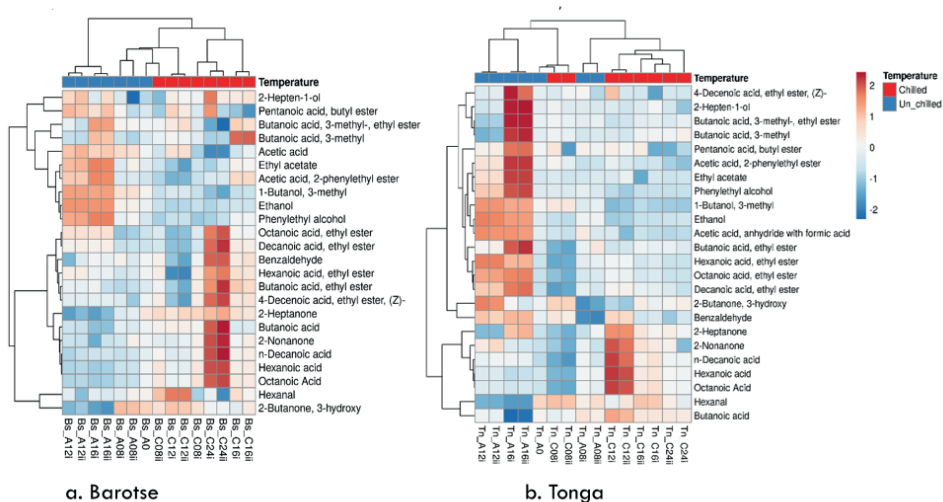 Temperature
2-Hepten-1-ol
Pentanoic acid, butyl ester
Butanoic acid, 3-methyl-, ethyl ester
Butanoic acid, 3-methyl
Acetic acid
Ethyl acetate
Acetic acid, 2-phenylethyl ester
1-Butanol, 3-methyl
Ethanol
Phenylethyl alcohol
Octanoic acid, ethyl ester
Decanoic acid, ethyl ester
Benzaldehyde
Hexanoic acid, ethyl ester
Butanoic acid, ethyl ester
4-Decenoic acid, ethyl ester, (Z)-
2-Heptanone
Butanoic acid
2-Nonanone
n-Decanoic acid
Hexanoic acid
Octanoic Acid
Hexanal
2-Butanone, 3-hydroxy
Bs_A12i
Bs_A12ii
Bs_A16i
Bs_A16ii
Bs_A08i
Bs_A08ii
Bs_A0
Bs_C08ii
Bs_C12i
Bs_C12ii
Bs_C08i
Bs_C24i
Bs_C24ii
Bs_C16i
Bs_C16ii
a. Barotse
Temperature
4-Decenoic acid, ethyl ester, (Z)-
2-Hepten-1-ol
Butanoic acid, 3-methyl-, ethyl ester
Butanoic acid, 3-methyl
Pentanoic acid, butyl ester
Acetic acid, 2-phenylethyl ester
Ethyl acetate
Phenylethyl alcohol
1-Butanol, 3-methyl
Ethanol
Acetic acid, anhydride with formic acid
Butanoic acid, ethyl ester
Hexanoic acid, ethyl ester
Octanoic acid, ethyl ester
Decanoic acid, ethyl ester
2-Butanone, 3-hydroxy
Benzaldehyde
2-Heptanone
2-Nonanone
n-Decanoic acid
Hexanoic acid
Octanoic Acid
Hexanal
Butanoic acid
Tn_A12i
Tn_A12ii
Tn_A16i
Tn_A16ii
Tn_A0
Tn_C08i
Tn_C08ii
Tn_A08i
Tn_A08ii
Tn_C12i
Tn_C12ii
Tn_C16ii
Tn_C16i
Tn_C24ii
Tn_C24i
b. Tonga
2
1
0
-1
-2
Temperature
Chilled
Un_chilled